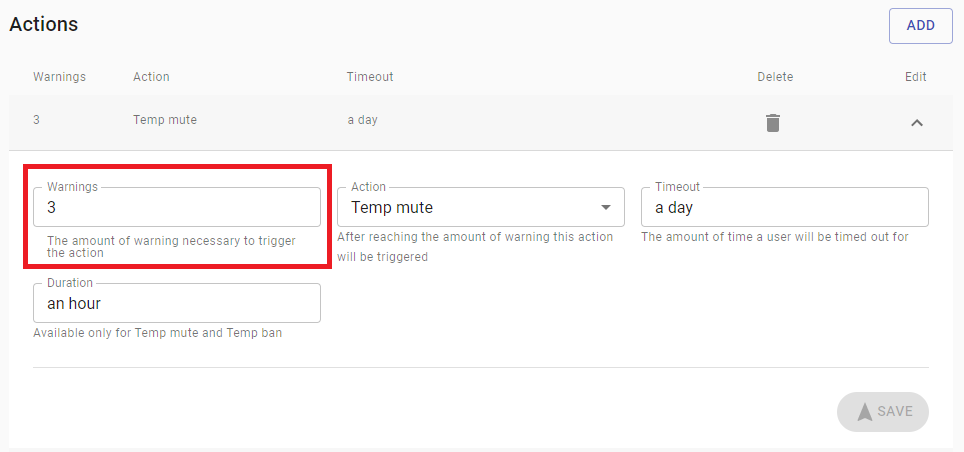 Actions
ADD
Warnings Action Timeout Delete Edit
3 Temp mute a day
Warnings
3
The amount of warning necessary to trigger
the action
Action
Temp mute
After reaching the amount of warning this action
will be triggered
Timeout
a day
The amount of time a user will be timed out for
Duration
an hour
Available only for Temp mute and Temp ban
SAVE